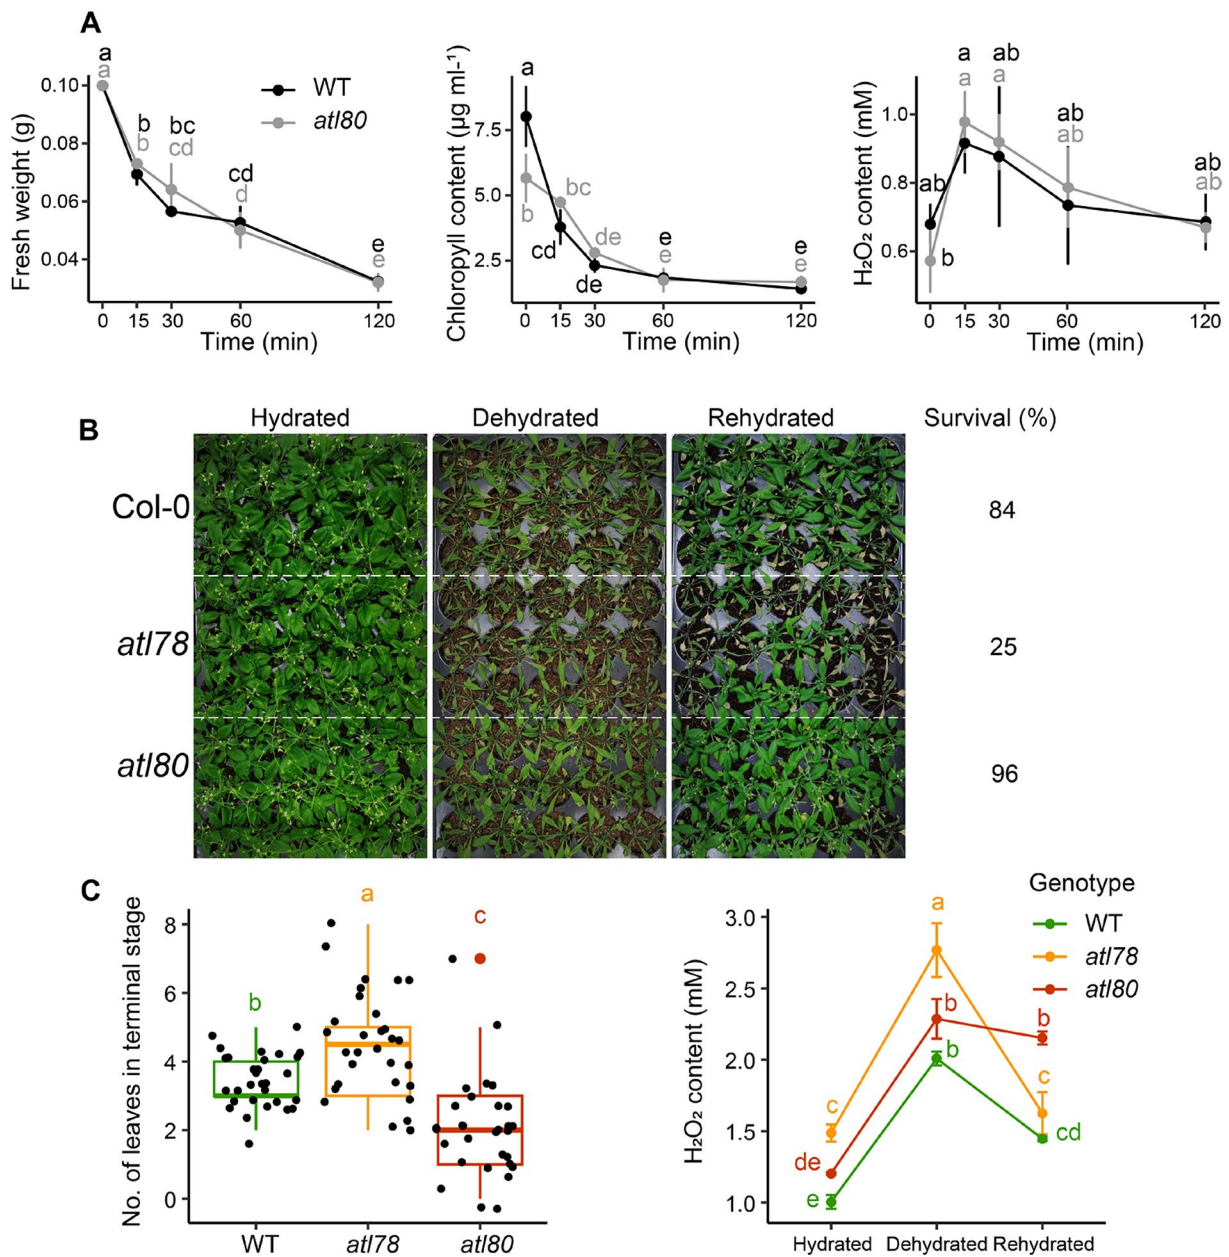 A
Fresh weight (g)
0.10
0.08
0.06
0.04
a
a
b
b
bc
cd
cd
d
e
e
WT
atl80
0 15 30 60 120
Time (min)
Chloropyll content (µg ml-¹)
7.5
5.0
2.5
a
b
bc
cd
de
de
e
e
e
e
0 15 30 60 120
Time (min)
H₂O₂ content (mM)
1.0
0.8
0.6
ab
b
a
a
ab
a
ab
ab
ab
ab
0 15 30 60 120
Time (min)
B
Hydrated Dehydrated Rehydrated Survival (%)
Col-0 84
atl78 25
atl80 96
C
No. of leaves in terminal stage
8
6
4
2
0
b
a
c
WT atl78 atl80
H₂O₂ content (mM)
3.0
2.5
2.0
1.5
1.0
c
de
e
a
b
b
b
c
cd
Hydrated Dehydrated Rehydrated
Genotype
WT
atl78
atl80